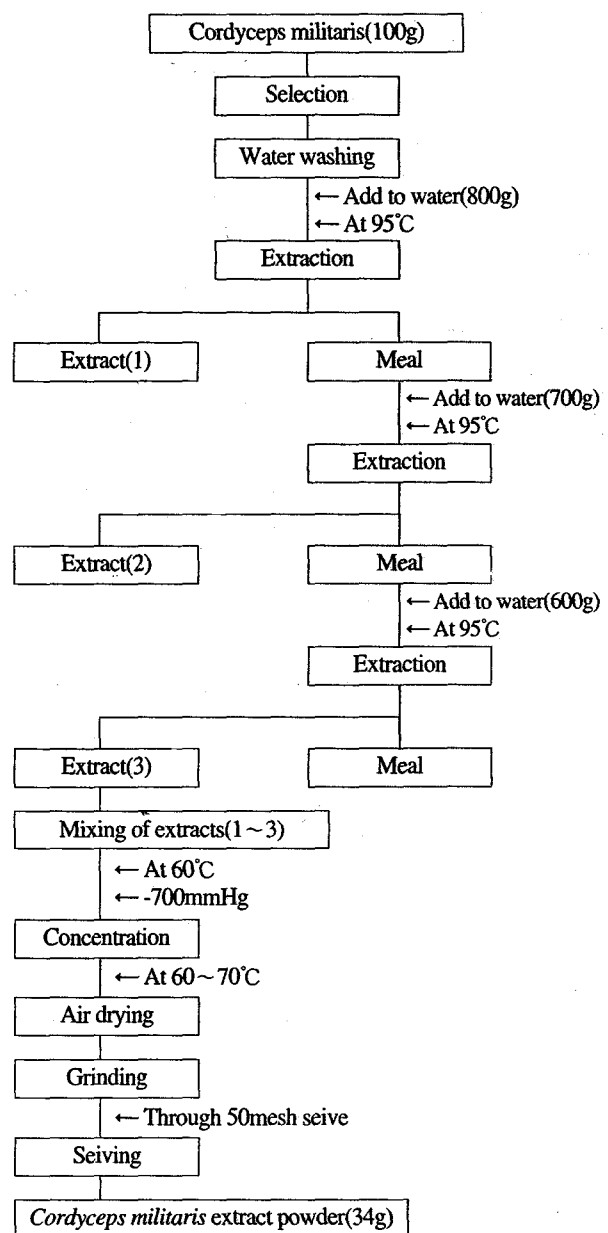 Cordyceps militaris(100g)
Selection
Water washing
← Add to water(800g)
← At 95℃
Extraction
Extract(1)
Meal
← Add to water(700g)
← At 95℃
Extraction
Extract(2)
Meal
← Add to water(600g)
← At 95℃
Extraction
Extract(3)
Meal
Mixing of extracts(1～3)
← At 60℃
← -700mmHg
Concentration
← At 60～70℃
Air drying
Grinding
← Through 50mesh seive
Seiving
Cordyceps militaris extract powder(34g)